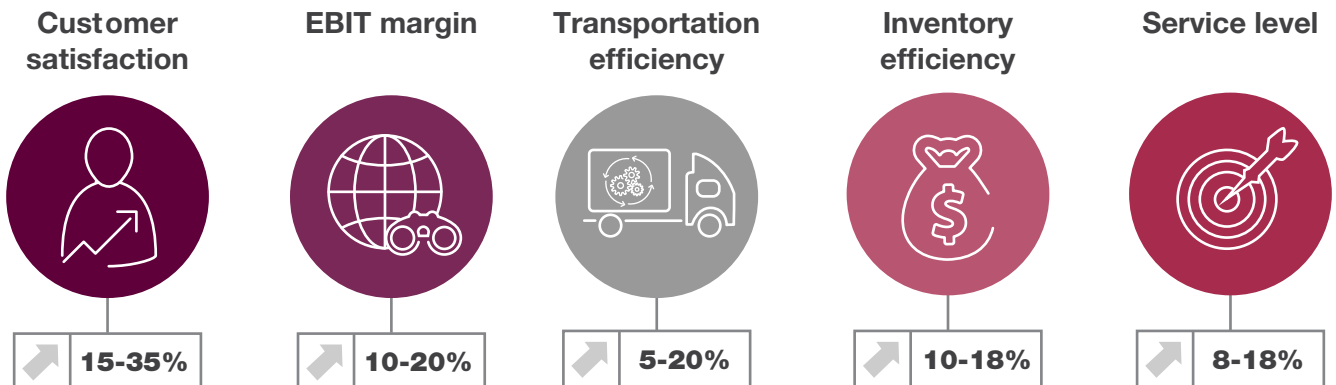 Customer
satisfaction
EBIT margin
Transportation
efficiency
Inventory
efficiency
Service level
$
15-35%
10-20%
5-20%
10-18%
8-18%